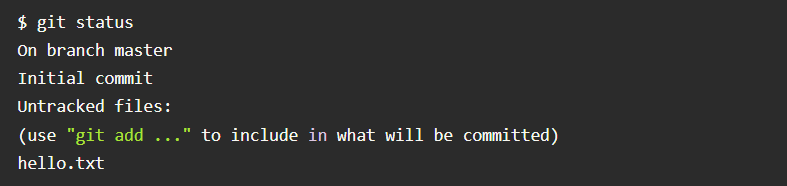 $ git status
On branch master
Initial commit
Untracked files:
(use "git add ..." to include in what will be committed)
hello.txt